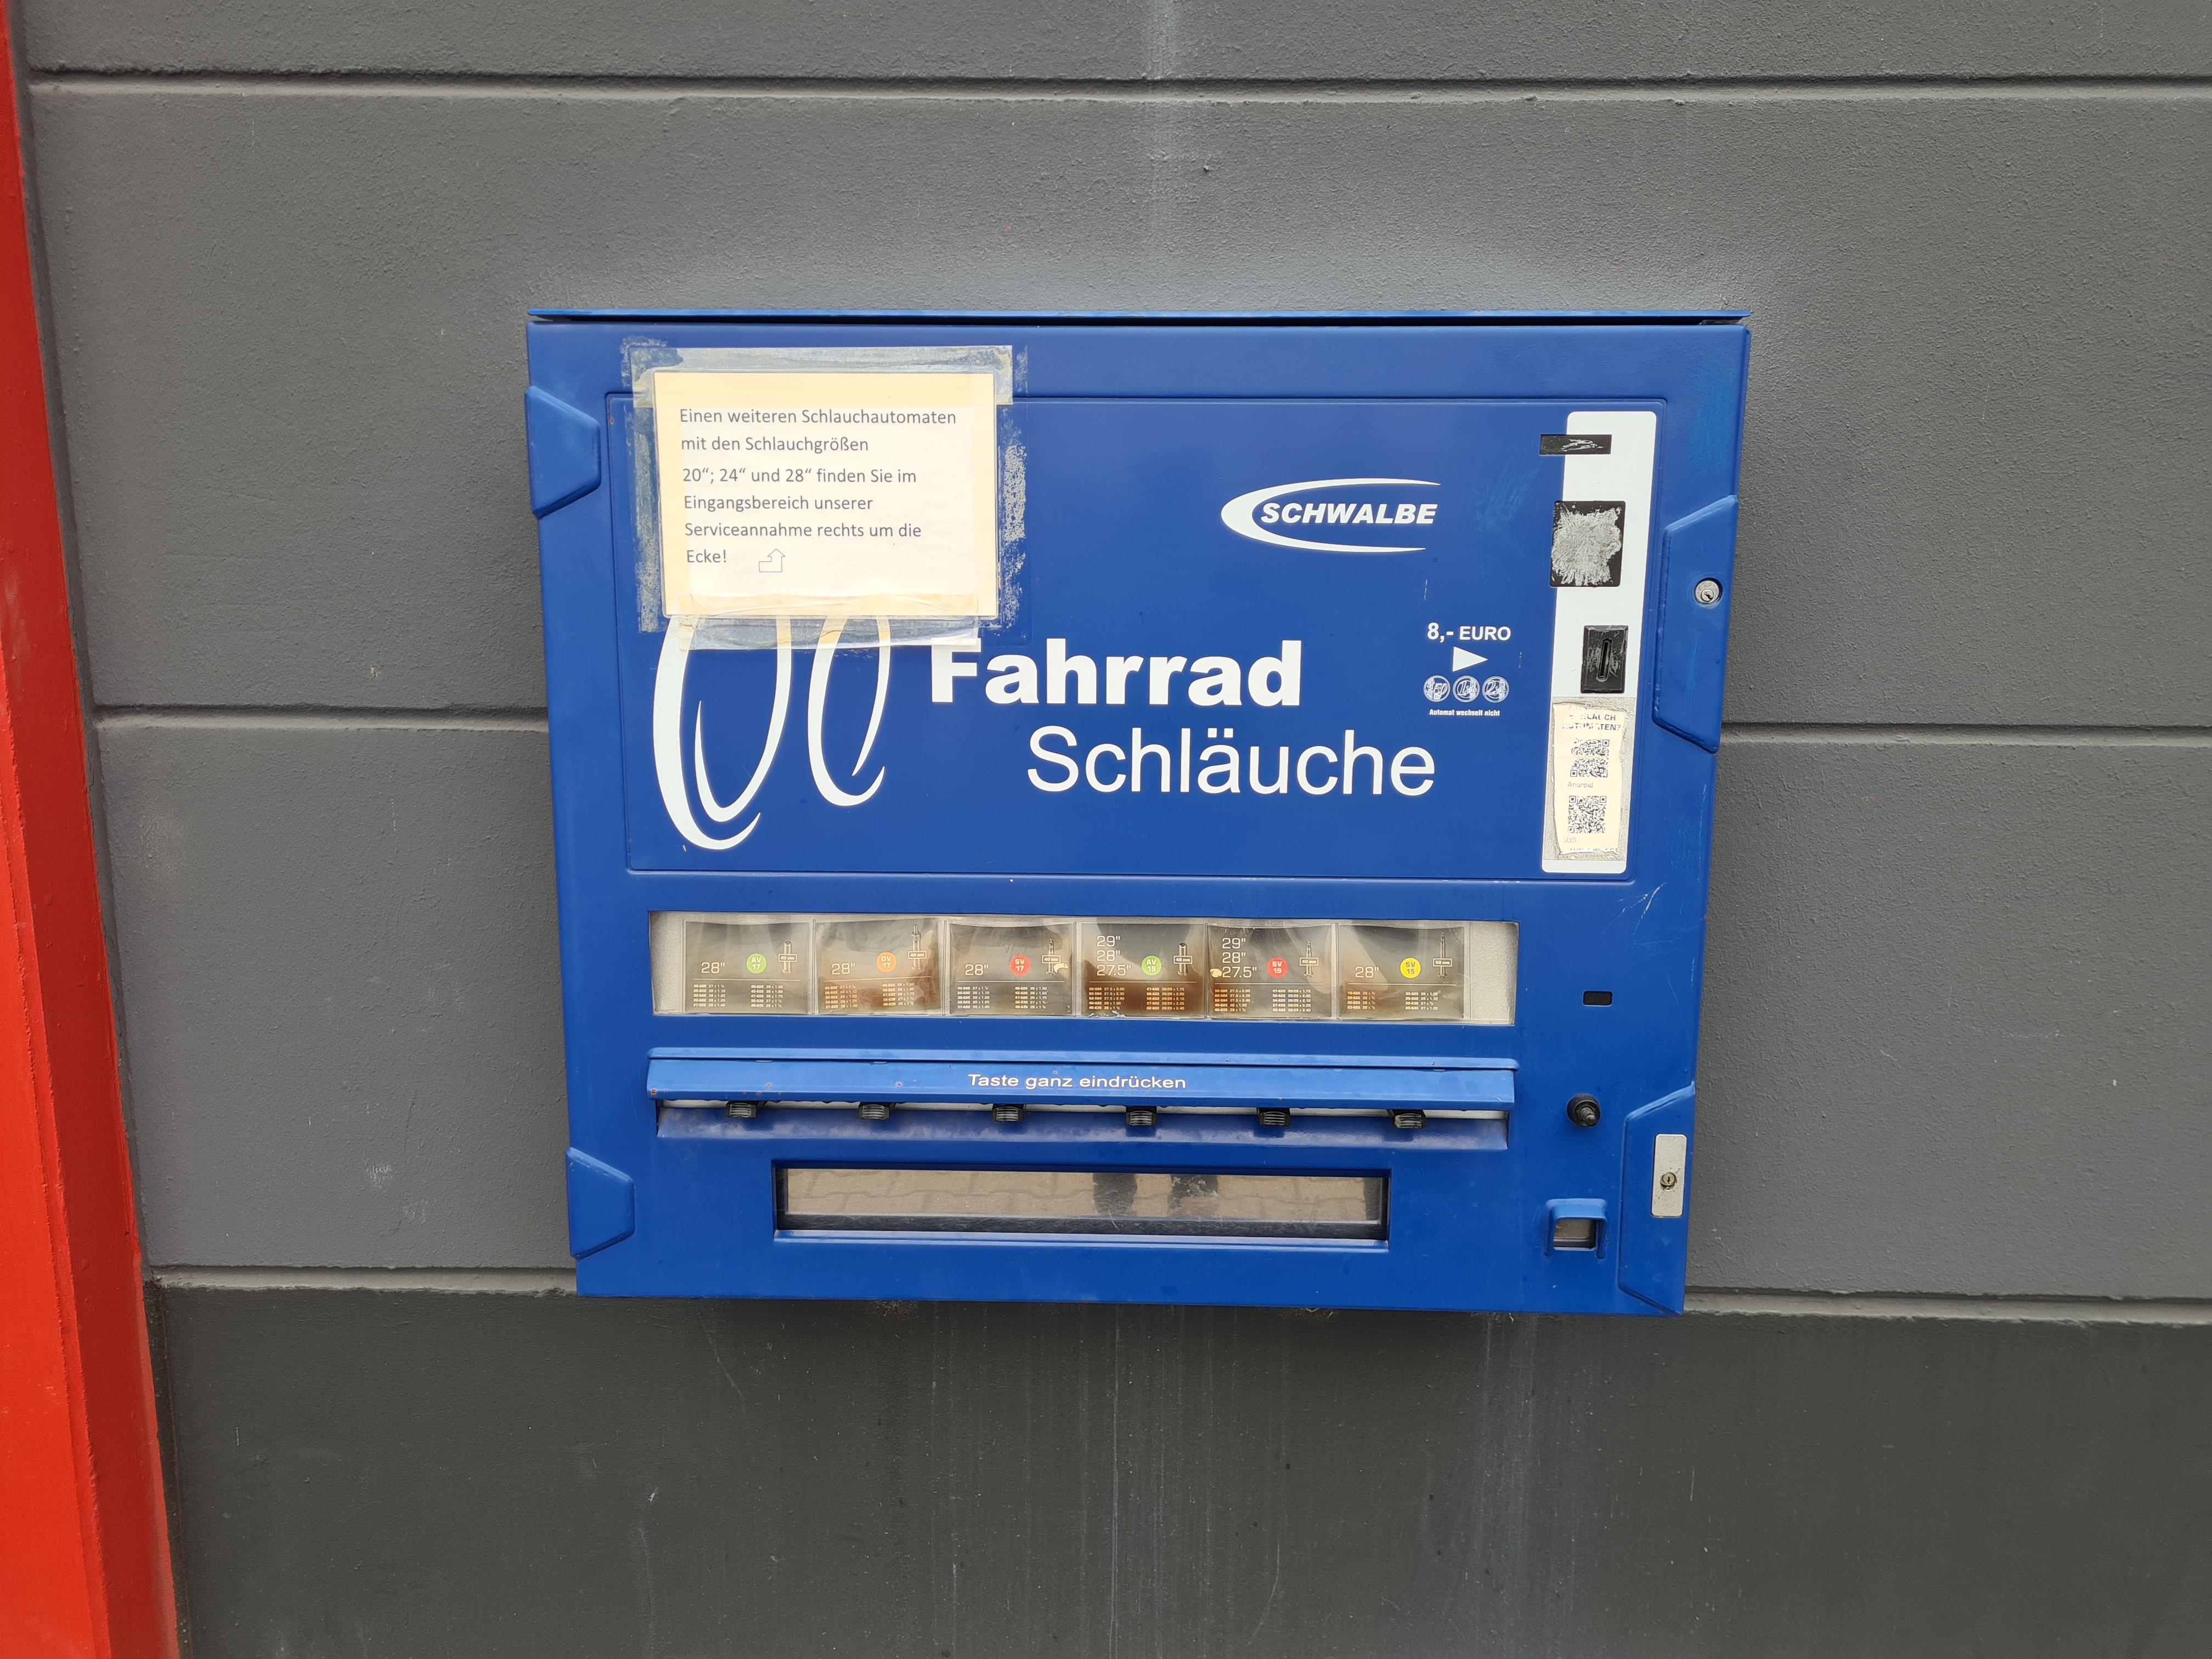 Einen weiteren Schlauchautomaten
mit den Schlauchgrößen
20“; 24“ und 28“ finden Sie im
Eingangsbereich unserer
Serviceannahme rechts um die
Ecke!
SCHWALBE
8,- EURO
Automat wechselt nicht
Fahrrad
Schläuche
Android
28" AV 17
28" DV 17
28" SV 17
29"
28"
27.5" AV 19
29"
28"
27.5" SV 19
28" SV 15
Taste ganz eindrücken